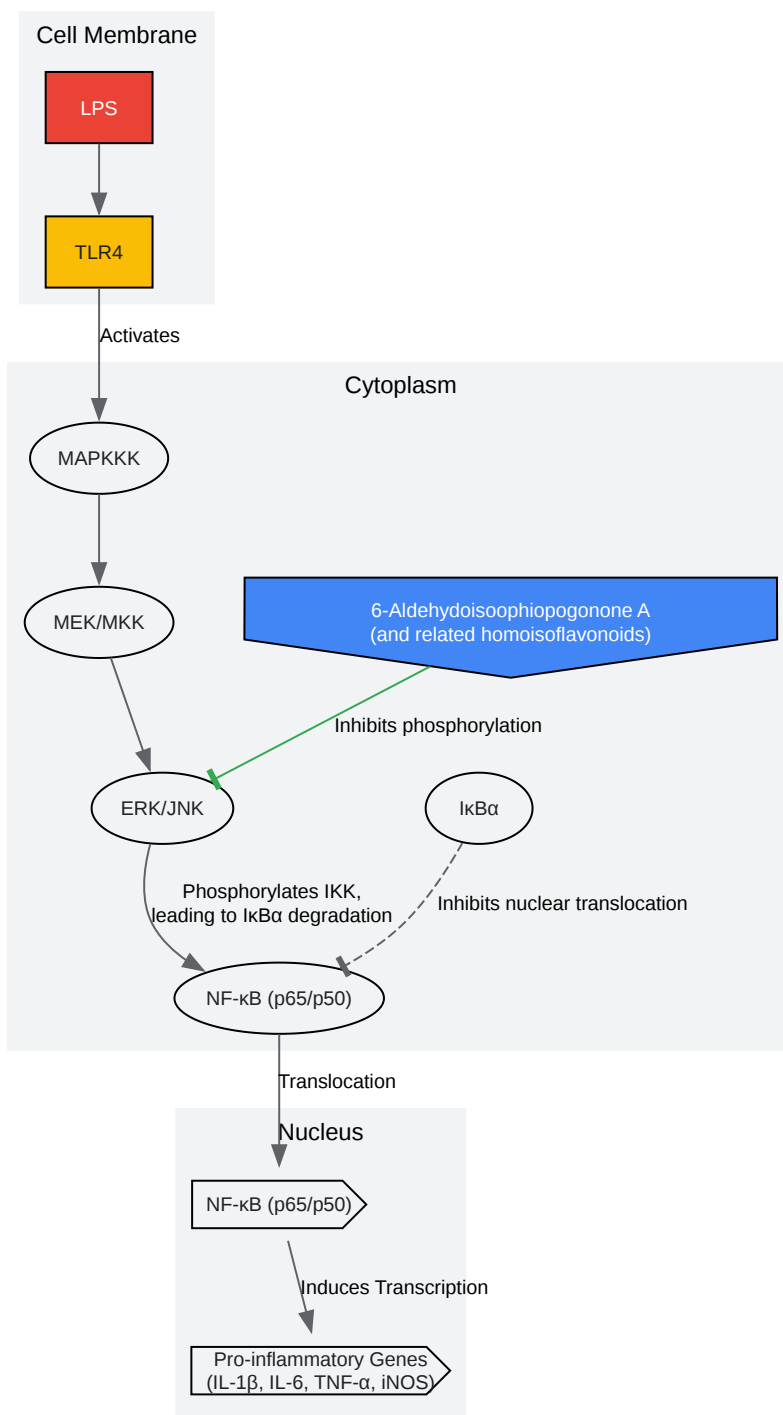 Cell Membrane
LPS
TLR4
Activates
Cytoplasm
MAPKKK
MEK/MKK
6-Aldehydoisoophiopogonone A
(and related homoisoflavonoids)
Inhibits phosphorylation
ERK/JNK
IκBα
Phosphorylates IKK,
leading to IκBα degradation
Inhibits nuclear translocation
NF-κB (p65/p50)
Translocation
Nucleus
NF-κB (p65/p50)
Induces Transcription
Pro-inflammatory Genes
(IL-1β, IL-6, TNF-α, iNOS)